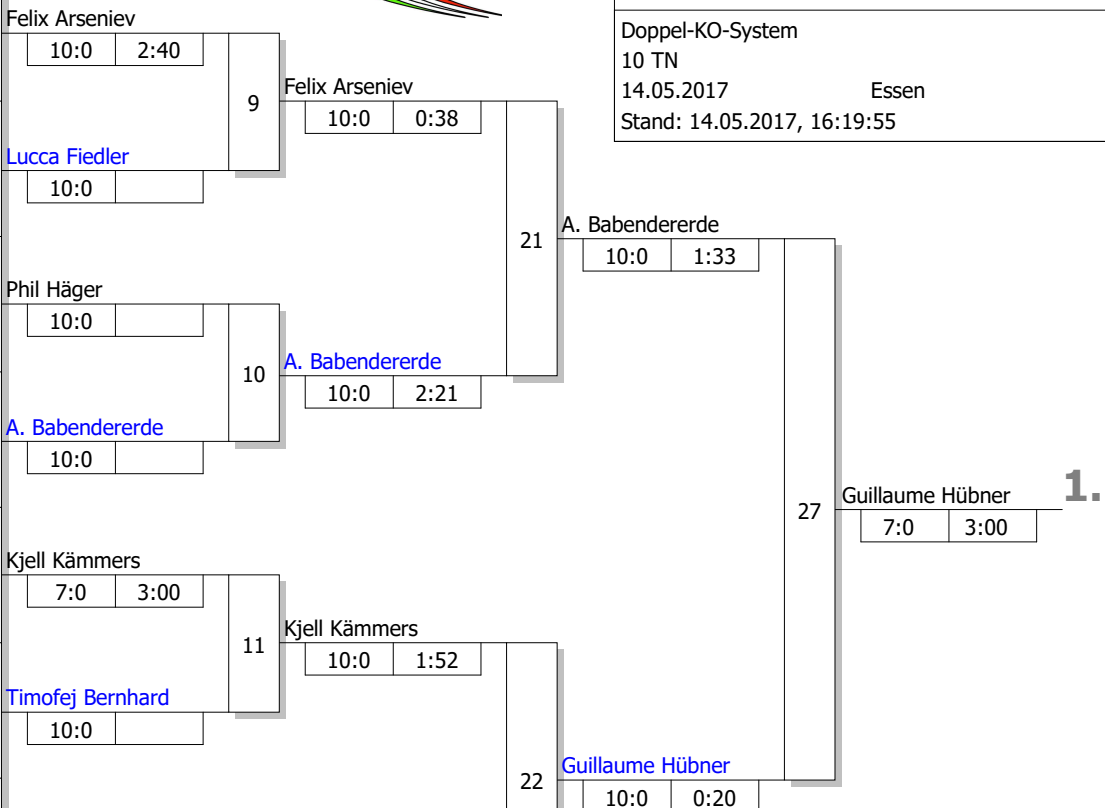 Felix Arseniev
10:0 2:40
Doppel-KO-System
10 TN
14.05.2017 Essen
Stand: 14.05.2017, 16:19:55
9
Felix Arseniev
10:0 0:38
Lucca Fiedler
10:0
21
A. Babendererde
10:0 1:33
Phil Häger
10:0
10
A. Babendererde
10:0 2:21
A. Babendererde
10:0
27
Guillaume Hübner
7:0 3:00
1.
Kjell Kämmers
7:0 3:00
11
Kjell Kämmers
10:0 1:52
Timofej Bernhard
10:0
22
Guillaume Hübner
10:0 0:20